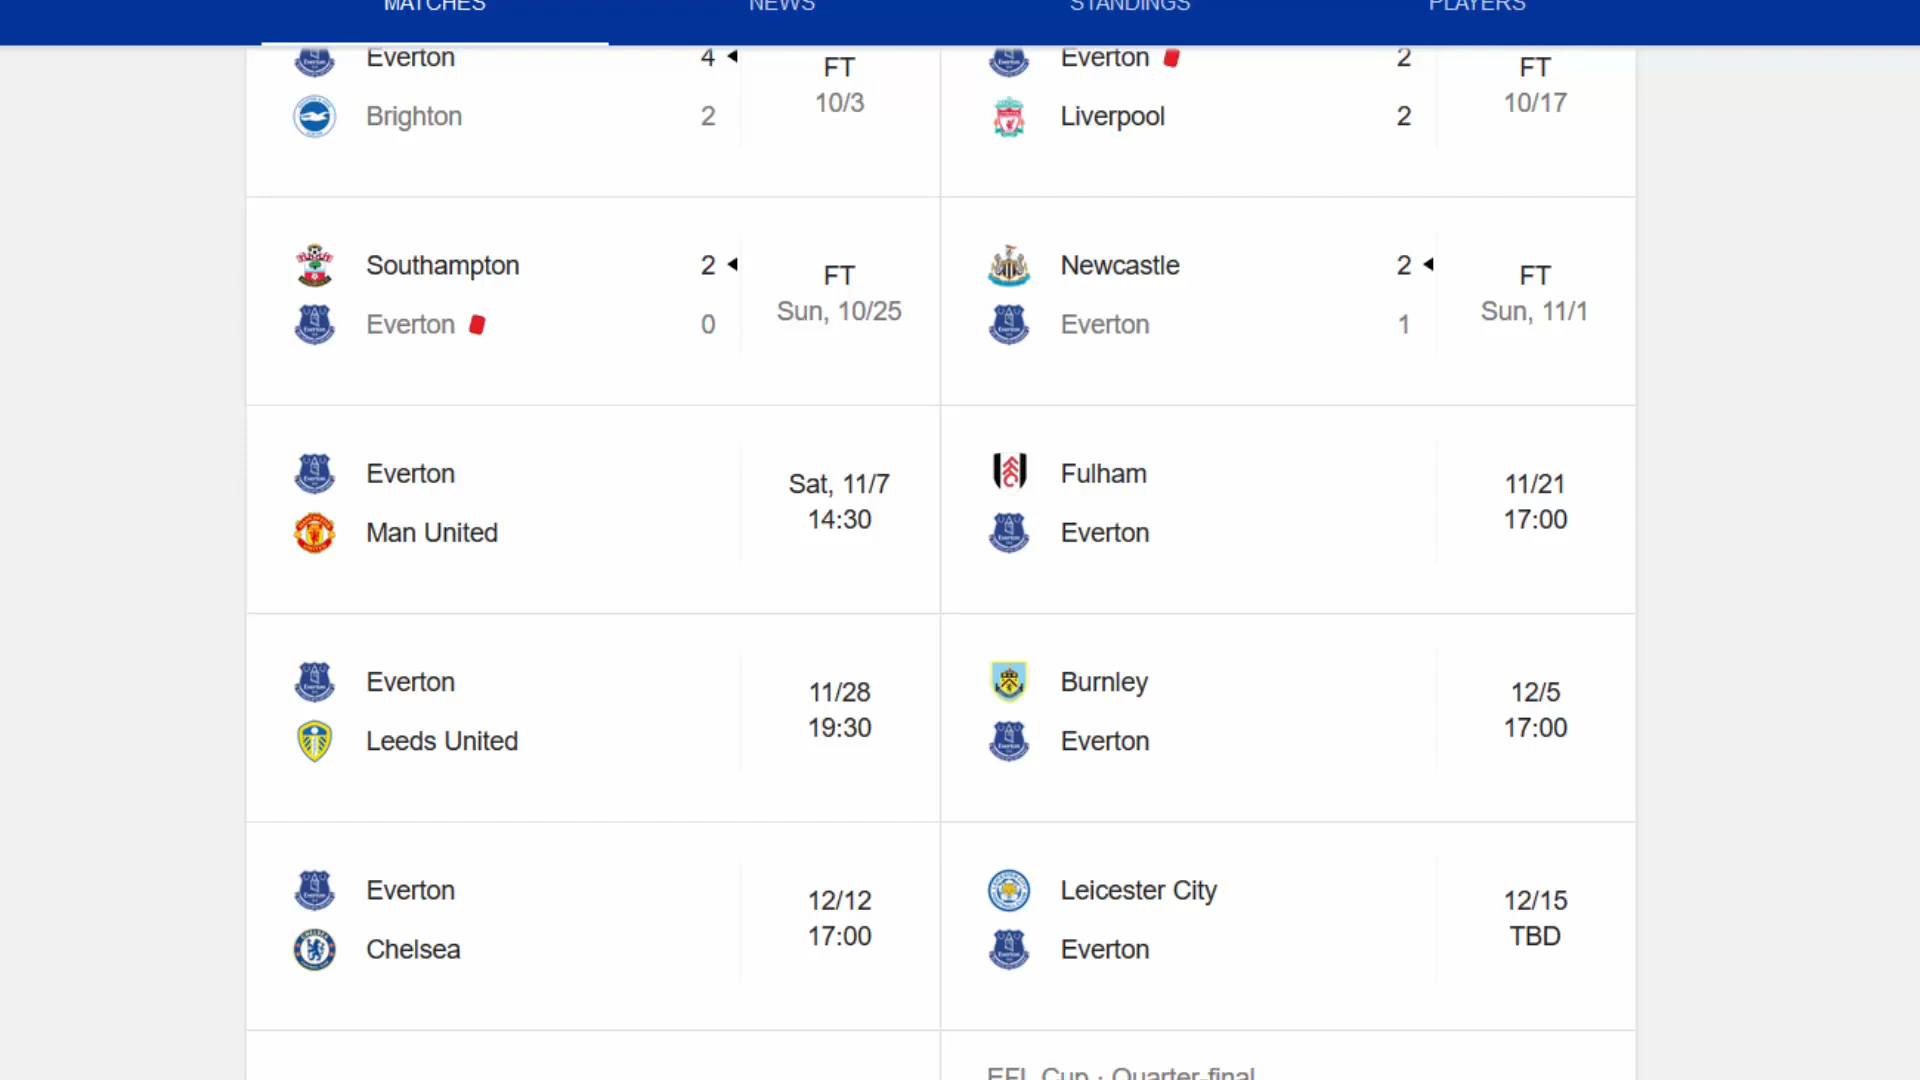 MATCHES NEWS STANDINGS PLAYERS
Everton 4
FT
10/3
Brighton 2
Everton 2
FT
10/17
Liverpool 2
Southampton 2
FT
Sun, 10/25
Everton 0
Newcastle 2
FT
Sun, 11/1
Everton 1
Everton
Sat, 11/7
14:30
Man United
Fulham
11/21
17:00
Everton
Everton
11/28
19:30
Leeds United
Burnley
12/5
17:00
Everton
Everton
12/12
17:00
Chelsea
Leicester City
12/15
TBD
Everton
EFL Cup · Quarter-final